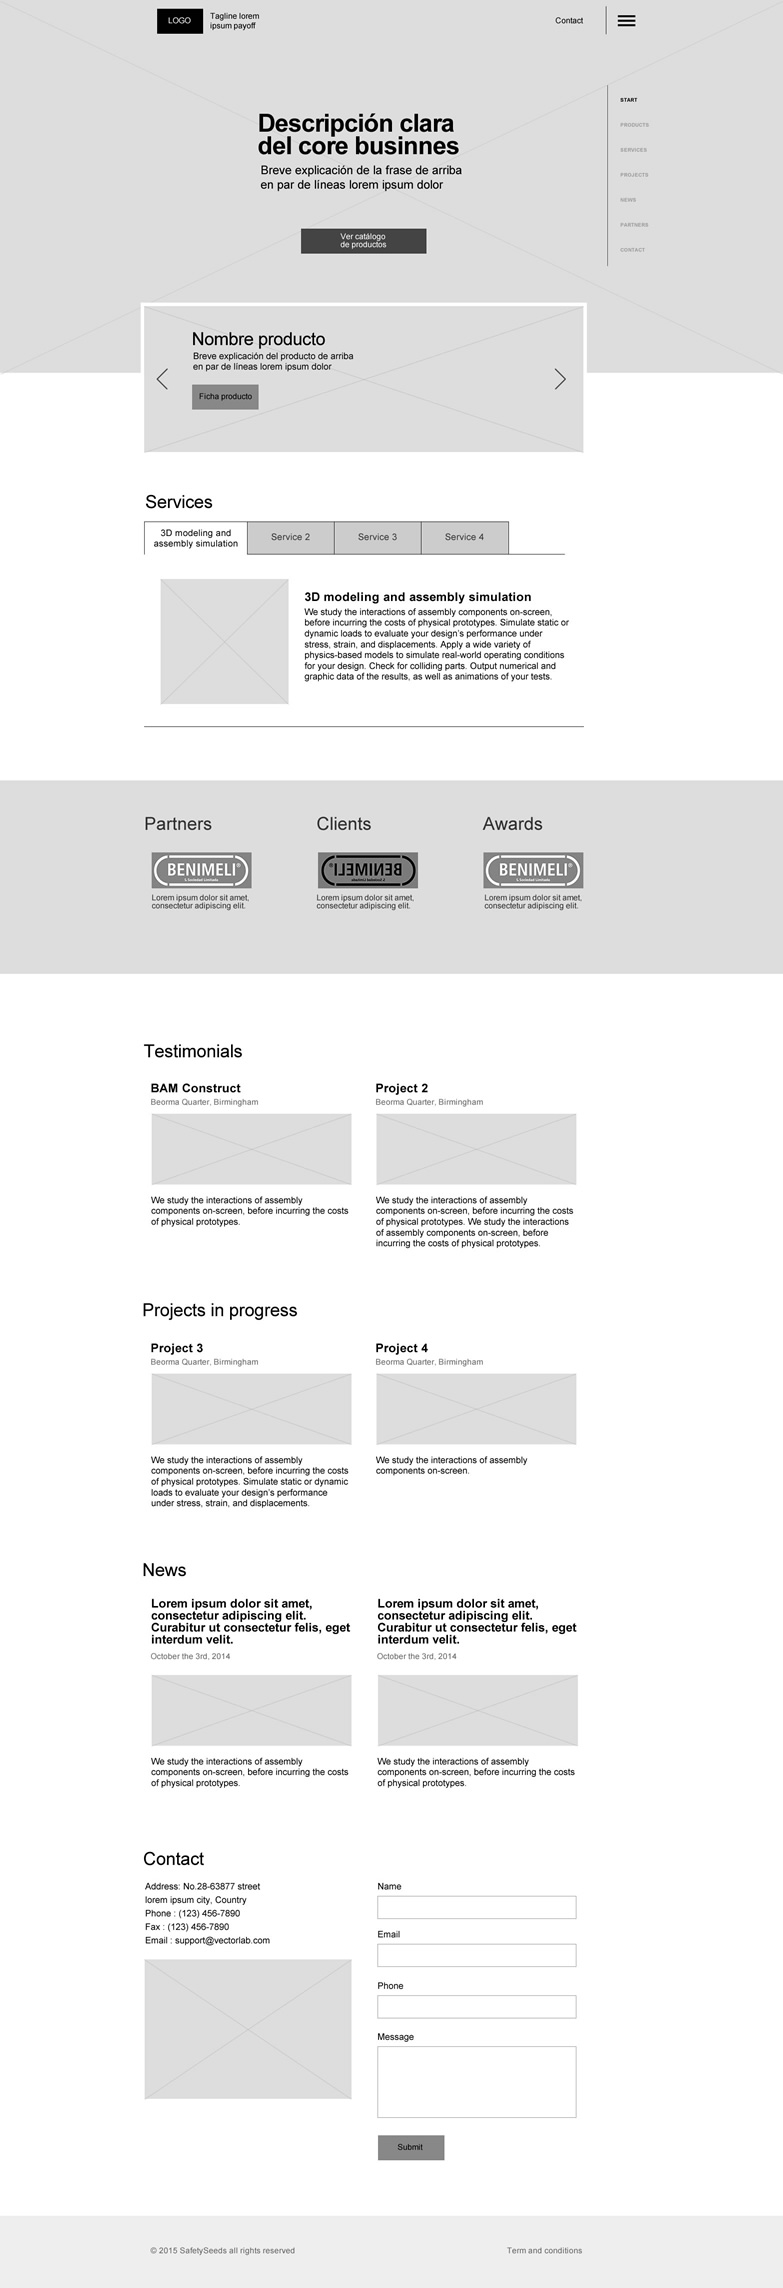 LOGO
Tagline lorem
ipsum payoff
Contact
START
PRODUCTS
SERVICES
PROJECTS
NEWS
PARTNERS
CONTACT
Descripción clara
del core businnes
Breve explicación de la frase de arriba
en par de líneas lorem ipsum dolor
Ver catálogo
de productos
Nombre producto
Breve explicación del producto de arriba
en par de líneas lorem ipsum dolor
Ficha producto
Services
3D modeling and
assembly simulation
Service 2
Service 3
Service 4
3D modeling and assembly simulation
We study the interactions of assembly components on-screen,
before incurring the costs of physical prototypes. Simulate static or
dynamic loads to evaluate your design's performance under
stress, strain, and displacements. Apply a wide variety of
physics-based models to simulate real-world operating conditions
for your design. Check for colliding parts. Output numerical and
graphic data of the results, as well as animations of your tests.
Partners
BENIMELI®
S. Sociedad Limitada
Lorem ipsum dolor sit amet,
consectetur adipiscing elit.
Clients
BENIMELI®
S. Sociedad Limitada
Lorem ipsum dolor sit amet,
consectetur adipiscing elit.
Awards
BENIMELI®
S. Sociedad Limitada
Lorem ipsum dolor sit amet,
consectetur adipiscing elit.
Testimonials
BAM Construct
Beorma Quarter, Birmingham
We study the interactions of assembly
components on-screen, before incurring the costs
of physical prototypes.
Project 2
Beorma Quarter, Birmingham
We study the interactions of assembly
components on-screen, before incurring the costs
of physical prototypes. We study the interactions
of assembly components on-screen, before
incurring the costs of physical prototypes.
Projects in progress
Project 3
Beorma Quarter, Birmingham
We study the interactions of assembly
components on-screen, before incurring the costs
of physical prototypes. Simulate static or dynamic
loads to evaluate your design's performance
under stress, strain, and displacements.
Project 4
Beorma Quarter, Birmingham
We study the interactions of assembly
components on-screen.
News
Lorem ipsum dolor sit amet,
consectetur adipiscing elit.
Curabitur ut consectetur felis, eget
interdum velit.
October the 3rd, 2014
We study the interactions of assembly
components on-screen, before incurring the costs
of physical prototypes.
Lorem ipsum dolor sit amet,
consectetur adipiscing elit.
Curabitur ut consectetur felis, eget
interdum velit.
October the 3rd, 2014
We study the interactions of assembly
components on-screen, before incurring the costs
of physical prototypes.
Contact
Address: No.28-63877 street
lorem ipsum city, Country
Phone : (123) 456-7890
Fax : (123) 456-7890
Email : support@vectorlab.com
Name
Email
Phone
Message
Submit
© 2015 SafetySeeds all rights reserved
Term and conditions